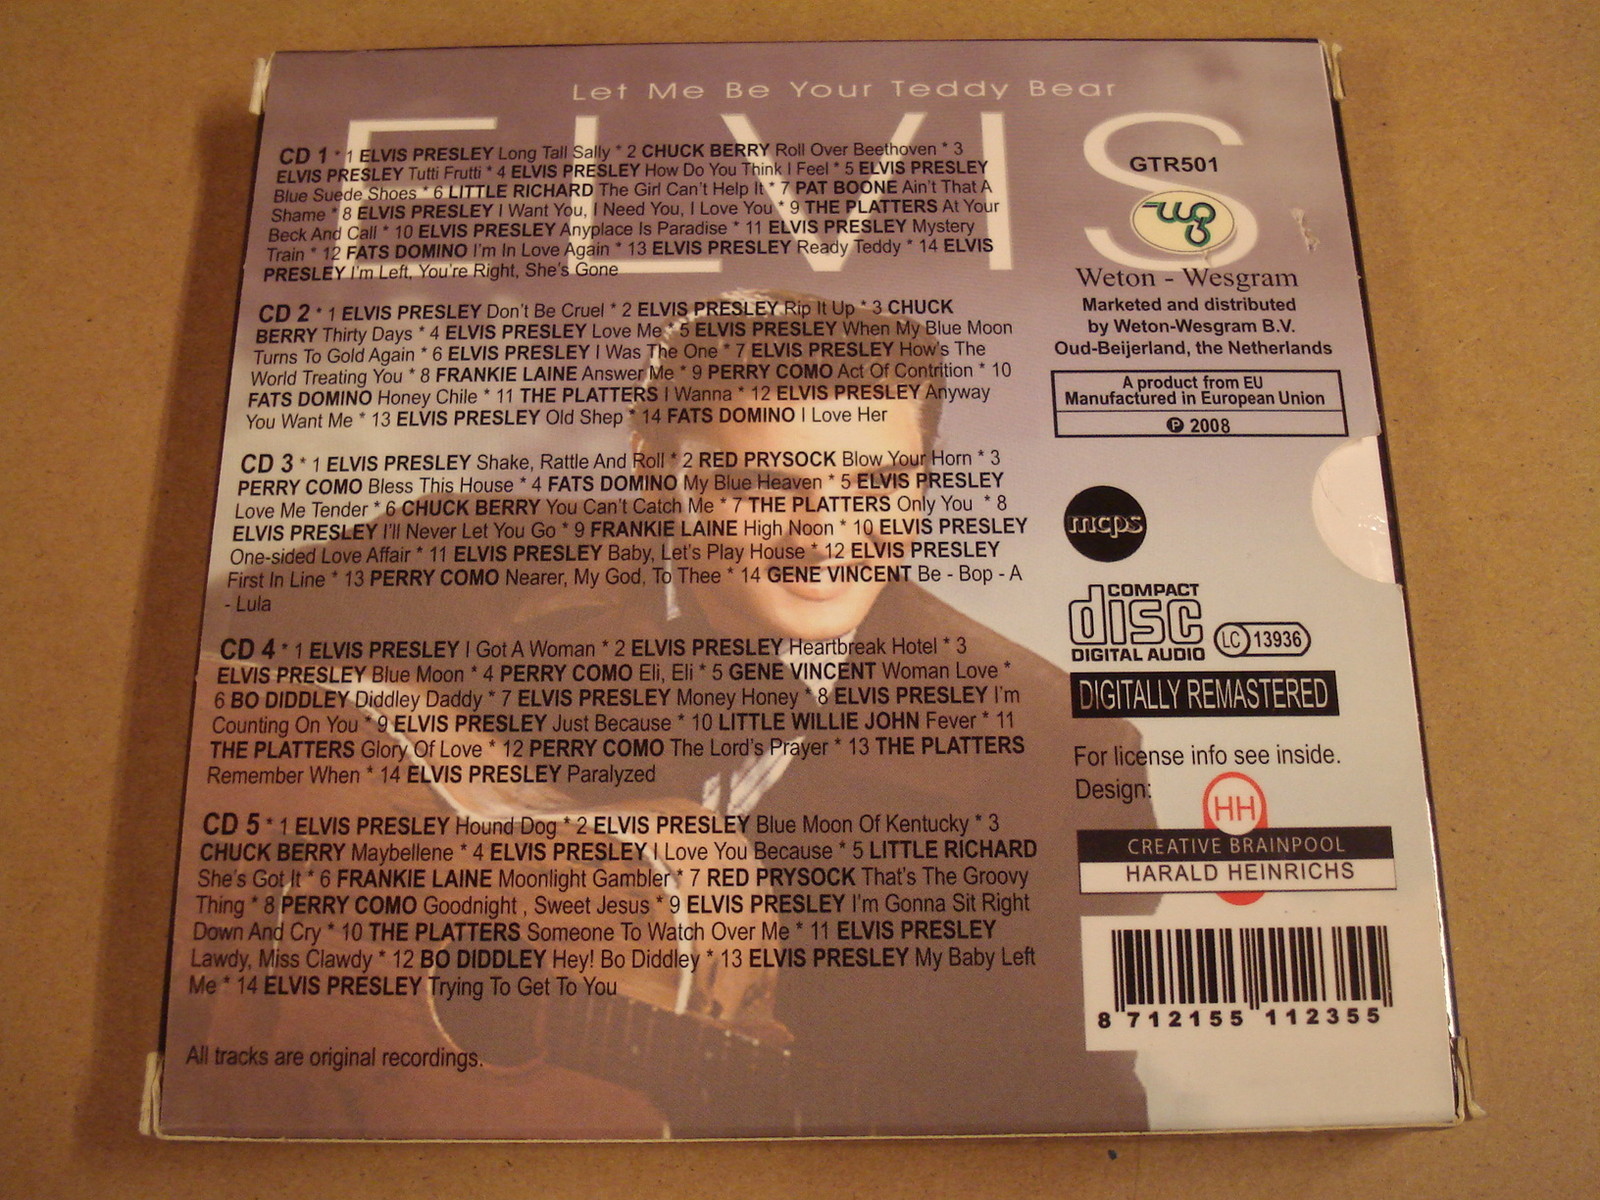 Let Me Be Your Teddy Bear
ELVIS
CD 1 * 1 ELVIS PRESLEY Long Tall Sally * 2 CHUCK BERRY Roll Over Beethoven * 3
ELVIS PRESLEY Tutti Frutti * 4 ELVIS PRESLEY How Do You Think I Feel * 5 ELVIS PRESLEY
Blue Suede Shoes * 6 LITTLE RICHARD The Girl Can't Help It * 7 PAT BOONE Ain't That A
Shame * 8 ELVIS PRESLEY I Want You, I Need You, I Love You * 9 THE PLATTERS At Your
Beck And Call * 10 ELVIS PRESLEY Anyplace Is Paradise * 11 ELVIS PRESLEY Mystery
Train * 12 FATS DOMINO I'm In Love Again * 13 ELVIS PRESLEY Ready Teddy * 14 ELVIS
PRESLEY I'm Left, You're Right, She's Gone
CD 2 * 1 ELVIS PRESLEY Don't Be Cruel * 2 ELVIS PRESLEY Rip It Up * 3 CHUCK
BERRY Thirty Days * 4 ELVIS PRESLEY Love Me * 5 ELVIS PRESLEY When My Blue Moon
Turns To Gold Again * 6 ELVIS PRESLEY I Was The One * 7 ELVIS PRESLEY How's The
World Treating You * 8 FRANKIE LAINE Answer Me * 9 PERRY COMO Act Of Contrition * 10
FATS DOMINO Honey Chile * 11 THE PLATTERS I Wanna * 12 ELVIS PRESLEY Anyway
You Want Me * 13 ELVIS PRESLEY Old Shep * 14 FATS DOMINO I Love Her
CD 3 * 1 ELVIS PRESLEY Shake, Rattle And Roll * 2 RED PRYSOCK Blow Your Horn * 3
PERRY COMO Bless This House * 4 FATS DOMINO My Blue Heaven * 5 ELVIS PRESLEY
Love Me Tender * 6 CHUCK BERRY You Can't Catch Me * 7 THE PLATTERS Only You * 8
ELVIS PRESLEY I'll Never Let You Go * 9 FRANKIE LAINE High Noon * 10 ELVIS PRESLEY
One-sided Love Affair * 11 ELVIS PRESLEY Baby, Let's Play House * 12 ELVIS PRESLEY
First In Line * 13 PERRY COMO Nearer, My God, To Thee * 14 GENE VINCENT Be - Bop - A
- Lula
CD 4 * 1 ELVIS PRESLEY I Got A Woman * 2 ELVIS PRESLEY Heartbreak Hotel * 3
ELVIS PRESLEY Blue Moon * 4 PERRY COMO Eli, Eli * 5 GENE VINCENT Woman Love *
6 BO DIDDLEY Diddley Daddy * 7 ELVIS PRESLEY Money Honey * 8 ELVIS PRESLEY I'm
Counting On You * 9 ELVIS PRESLEY Just Because * 10 LITTLE WILLIE JOHN Fever * 11
THE PLATTERS Glory Of Love * 12 PERRY COMO The Lord's Prayer * 13 THE PLATTERS
Remember When * 14 ELVIS PRESLEY Paralyzed
CD 5 * 1 ELVIS PRESLEY Hound Dog * 2 ELVIS PRESLEY Blue Moon Of Kentucky * 3
CHUCK BERRY Maybellene * 4 ELVIS PRESLEY I Love You Because * 5 LITTLE RICHARD
She's Got It * 6 FRANKIE LAINE Moonlight Gambler * 7 RED PRYSOCK That's The Groovy
Thing * 8 PERRY COMO Goodnight , Sweet Jesus * 9 ELVIS PRESLEY I'm Gonna Sit Right
Down And Cry * 10 THE PLATTERS Someone To Watch Over Me * 11 ELVIS PRESLEY
Lawdy, Miss Clawdy * 12 BO DIDDLEY Hey! Bo Diddley * 13 ELVIS PRESLEY My Baby Left
Me * 14 ELVIS PRESLEY Trying To Get To You
All tracks are original recordings.
GTR501
Weton - Wesgram
Marketed and distributed
by Weton-Wesgram B.V.
Oud-Beijerland, the Netherlands
A product from EU
Manufactured in European Union
℗ 2008
mcps
COMPACT
disc
DIGITAL AUDIO
LC 13936
DIGITALLY REMASTERED
For license info see inside.
Design:
HH
CREATIVE BRAINPOOL
HARALD HEINRICHS
8 712155 112355